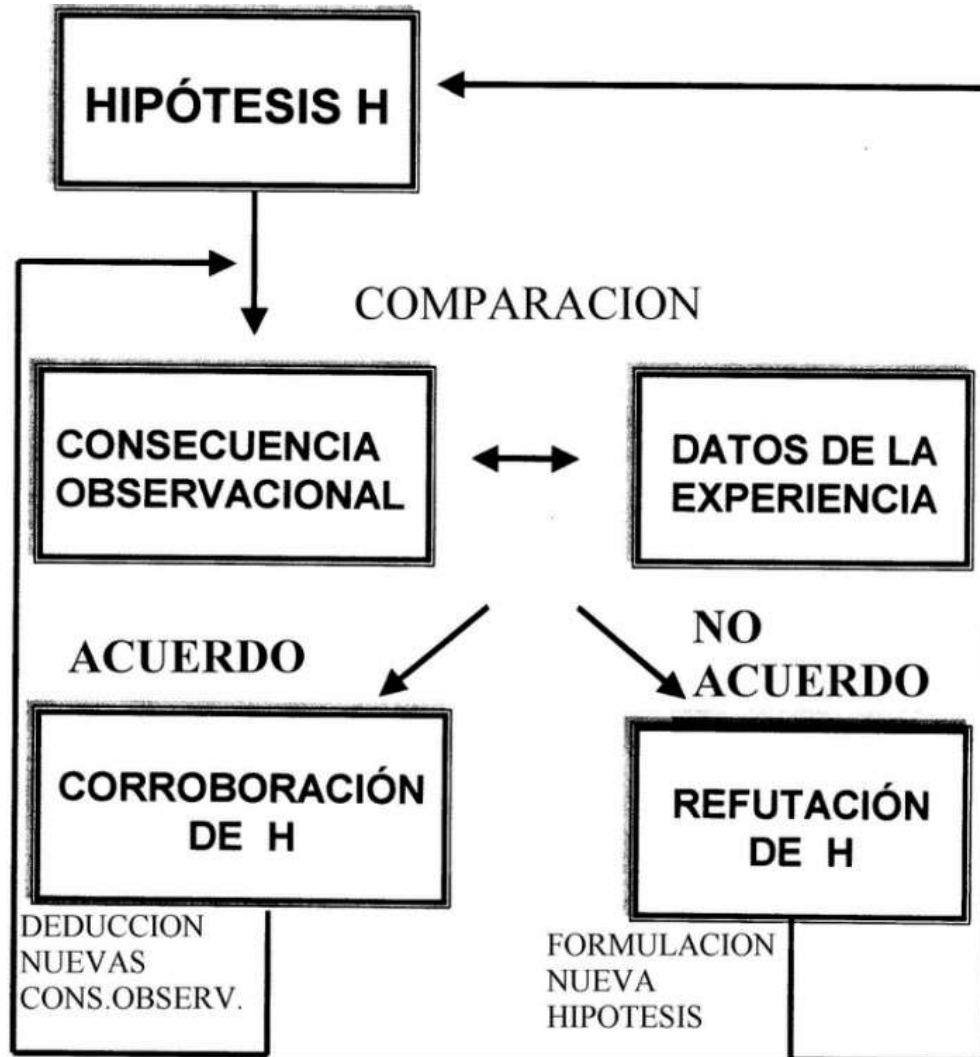 HIPÓTESIS H
COMPARACION
CONSECUENCIA
OBSERVACIONAL
DATOS DE LA
EXPERIENCIA
ACUERDO
NO
ACUERDO
CORROBORACIÓN
DE H
REFUTACIÓN
DE H
DEDUCCION
NUEVAS
CONS.OBSERV.
FORMULACION
NUEVA
HIPOTESIS